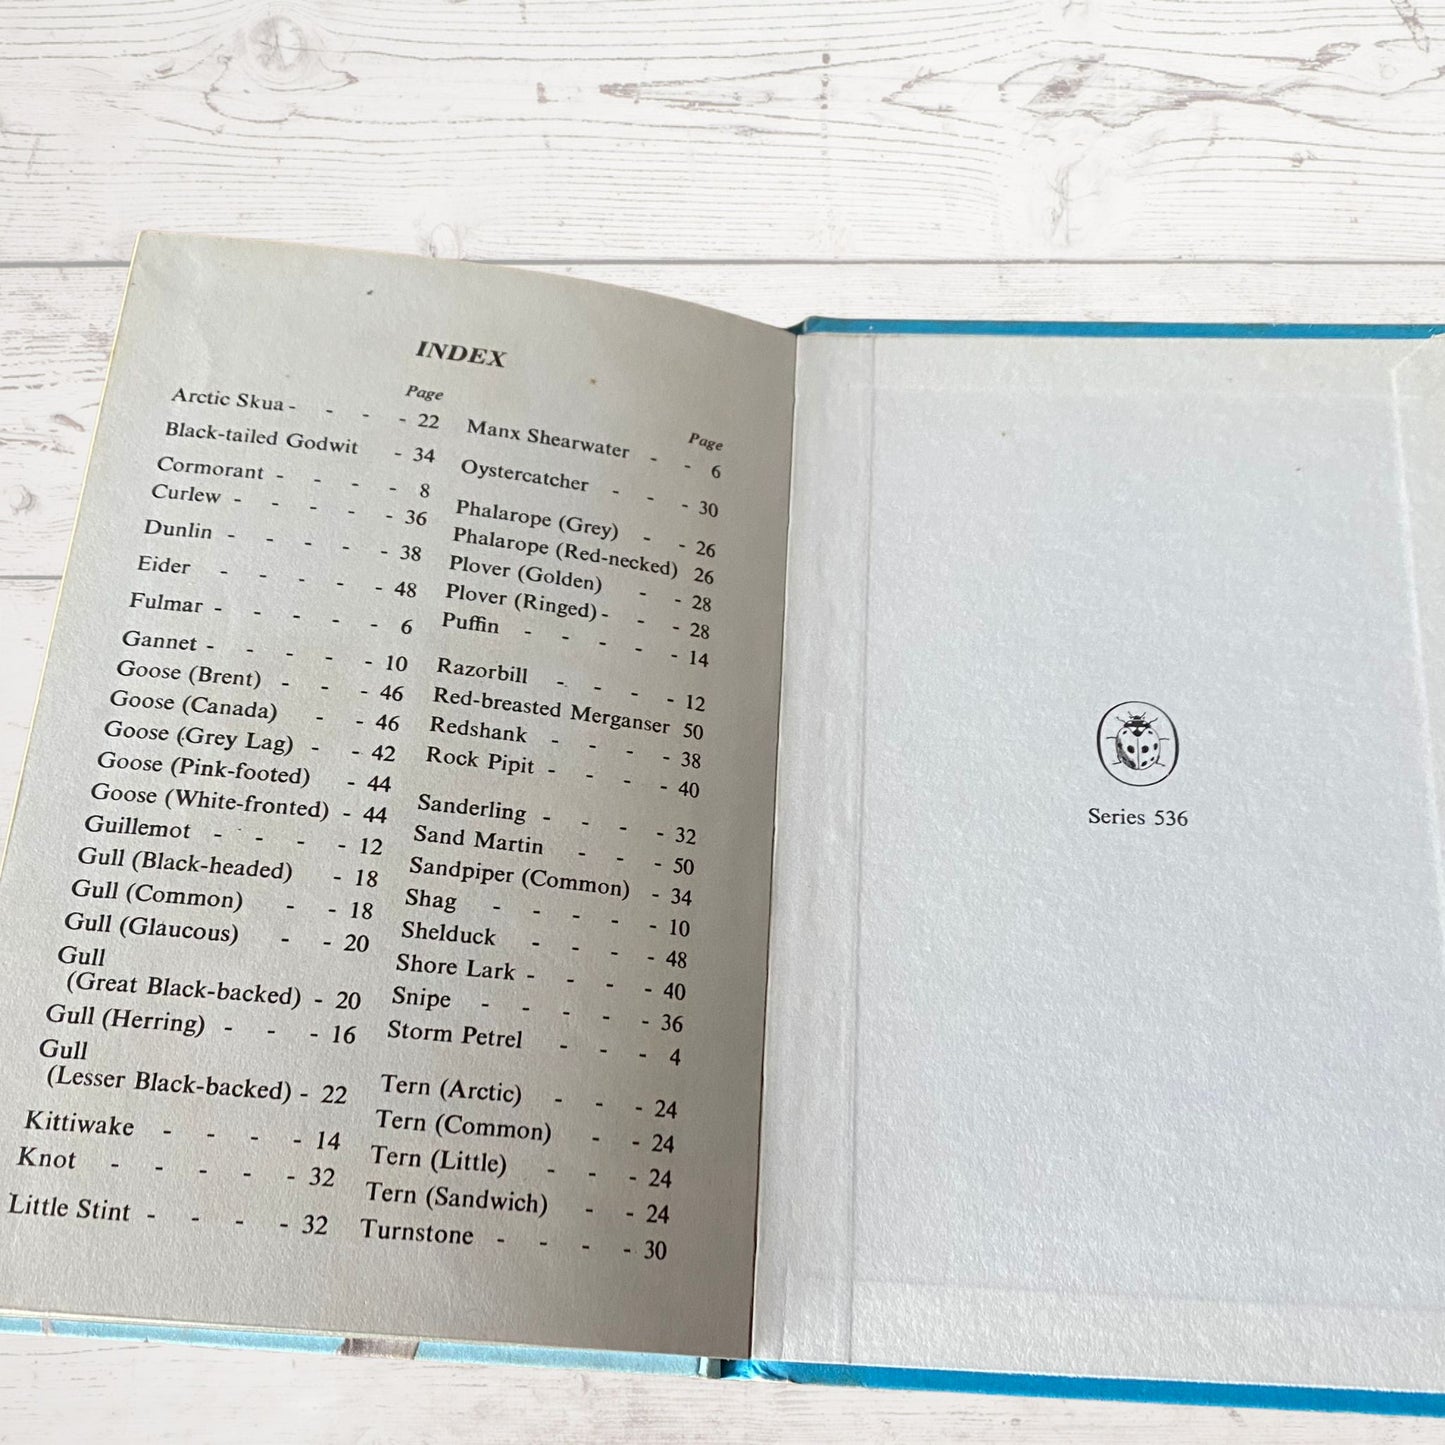 INDEX
Page
Arctic Skua - - - - 22
Black-tailed Godwit - 34
Cormorant - - - - 8
Curlew - - - - - 36
Dunlin - - - - - 38
Eider - - - - - 48
Fulmar - - - - - 6
Gannet - - - - - 10
Goose (Brent) - - - 46
Goose (Canada) - - 46
Goose (Grey Lag) - - 42
Goose (Pink-footed) - 44
Goose (White-fronted) - 44
Guillemot - - - - 12
Gull (Black-headed) - 18
Gull (Common) - - 18
Gull (Glaucous) - - 20
Gull
(Great Black-backed) - 20
Gull (Herring) - - - 16
Gull
(Lesser Black-backed) - 22
Kittiwake - - - - 14
Knot - - - - - 32
Little Stint - - - - 32
Page
Manx Shearwater - - 6
Oystercatcher - - - 30
Phalarope (Grey) - - 26
Phalarope (Red-necked) 26
Plover (Golden) - - 28
Plover (Ringed) - - - 28
Puffin - - - - - 14
Razorbill - - - - 12
Red-breasted Merganser 50
Redshank - - - - 38
Rock Pipit - - - - 40
Sanderling - - - - 32
Sand Martin - - - 50
Sandpiper (Common) - 34
Shag - - - - - 10
Shelduck - - - - 48
Shore Lark - - - - 40
Snipe - - - - - 36
Storm Petrel - - - 4
Tern (Arctic) - - - 24
Tern (Common) - - 24
Tern (Little) - - - 24
Tern (Sandwich) - - 24
Turnstone - - - - 30
Series 536